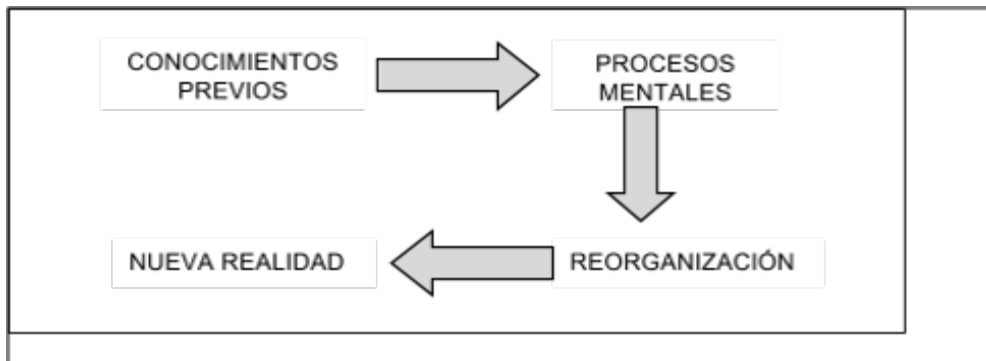 CONOCIMIENTOS
PREVIOS
PROCESOS
MENTALES
NUEVA REALIDAD
REORGANIZACIÓN